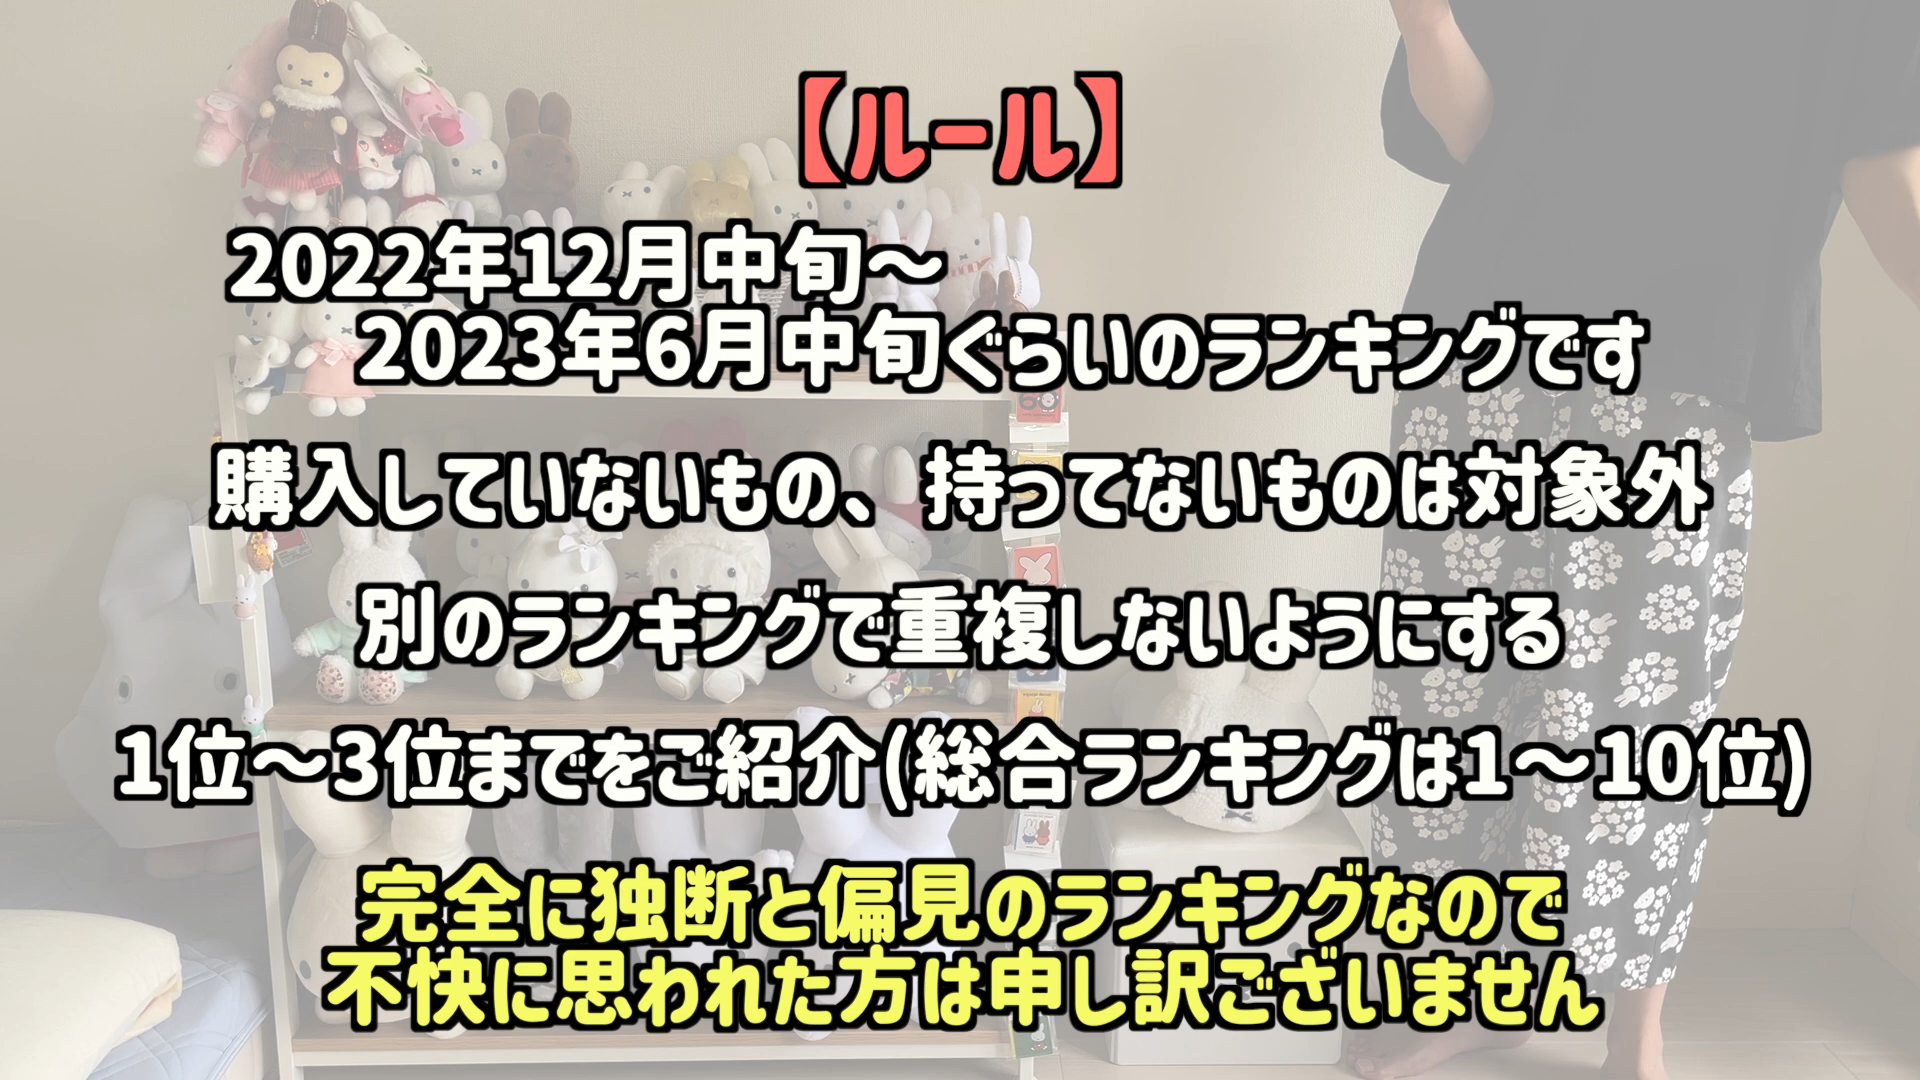 【ルール】
2022年12月中旬～
2023年6月中旬ぐらいのランキングです
購入していないもの、持ってないものは対象外
別のランキングで重複しないようにする
1位～3位までをご紹介(総合ランキングは1～10位)
完全に独断と偏見のランキングなので
不快に思われた方は申し訳ございません